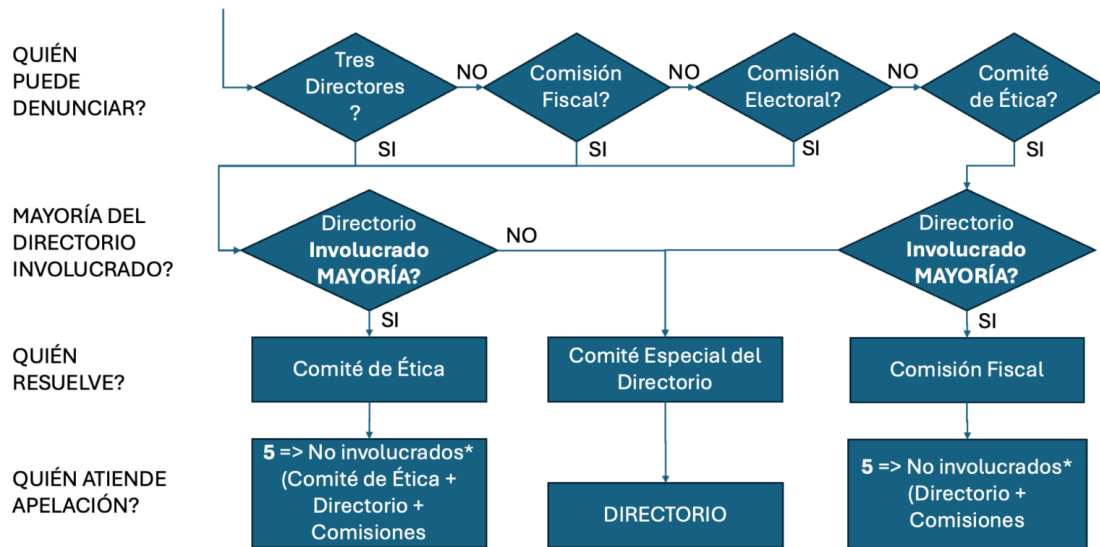 QUIÉN
PUEDE
DENUNCIAR?
Tres
Directores
?
NO
Comisión
Fiscal?
NO
Comisión
Electoral?
NO
Comité
de Ética?
SI
SI
SI
SI
MAYORÍA DEL
DIRECTORIO
INVOLUCRADO?
Directorio
Involucrado
MAYORÍA?
NO
Directorio
Involucrado
MAYORÍA?
SI
SI
QUIÉN
RESUELVE?
Comité de Ética
Comité Especial del
Directorio
Comisión Fiscal
QUIÉN ATIENDE
APELACIÓN?
5 => No involucrados*
(Comité de Ética +
Directorio +
Comisiones
DIRECTORIO
5 => No involucrados*
(Directorio +
Comisiones